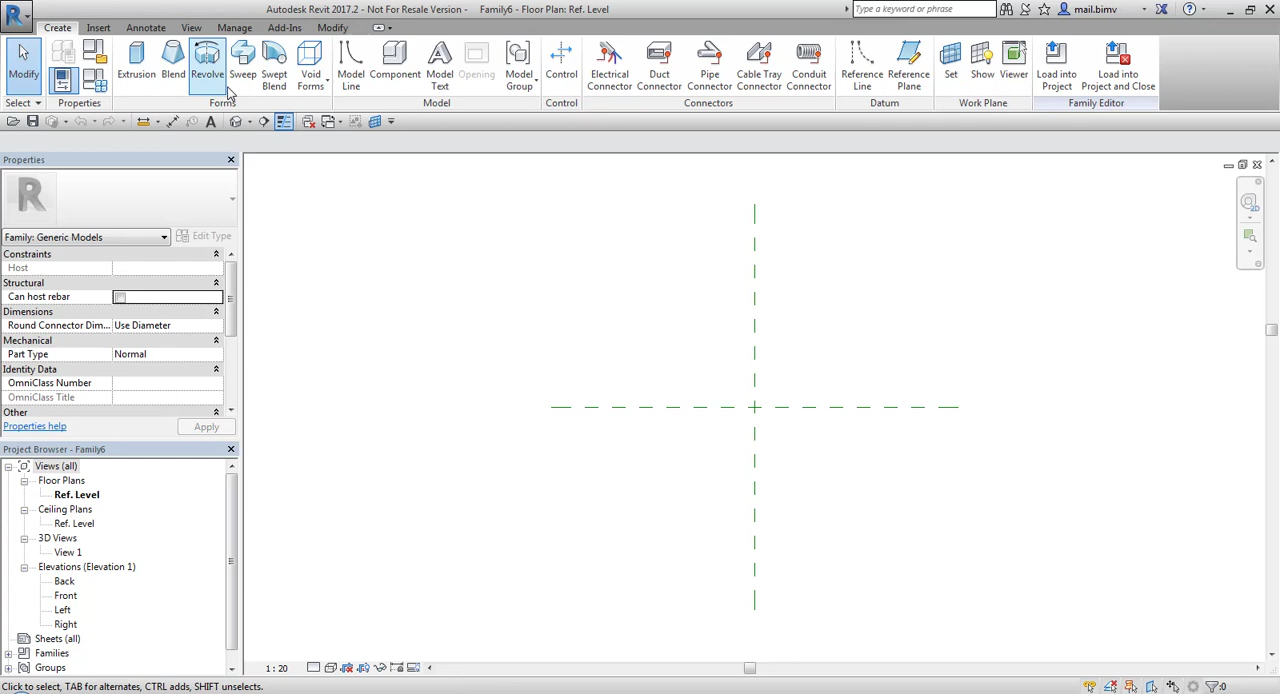 Autodesk Revit 2017.2 - Not For Resale Version - Family6 - Floor Plan: Ref. Level
Type a keyword or phrase
mail.bimv
Create Insert Annotate View Manage Add-Ins Modify
Modify
Extrusion Blend Revolve Sweep Swept Blend Void Forms
Model Line Component Model Text Opening Model Group
Control
Electrical Connector Duct Connector Pipe Connector Cable Tray Connector Conduit Connector
Reference Line Reference Plane
Set Show Viewer
Load into Project Load into Project and Close
Select Properties Forms Model Control Connectors Datum Work Plane Family Editor
Properties
R
Family: Generic Models Edit Type
Constraints
Host
Structural
Can host rebar
Dimensions
Round Connector Dim... Use Diameter
Mechanical
Part Type Normal
Identity Data
OmniClass Number
OmniClass Title
Other
Properties help Apply
Project Browser - Family6
Views (all)
Floor Plans
Ref. Level
Ceiling Plans
Ref. Level
3D Views
View 1
Elevations (Elevation 1)
Back
Front
Left
Right
Sheets (all)
Families
Groups
1 : 20
Click to select, TAB for alternates, CTRL adds, SHIFT unselects.
:0